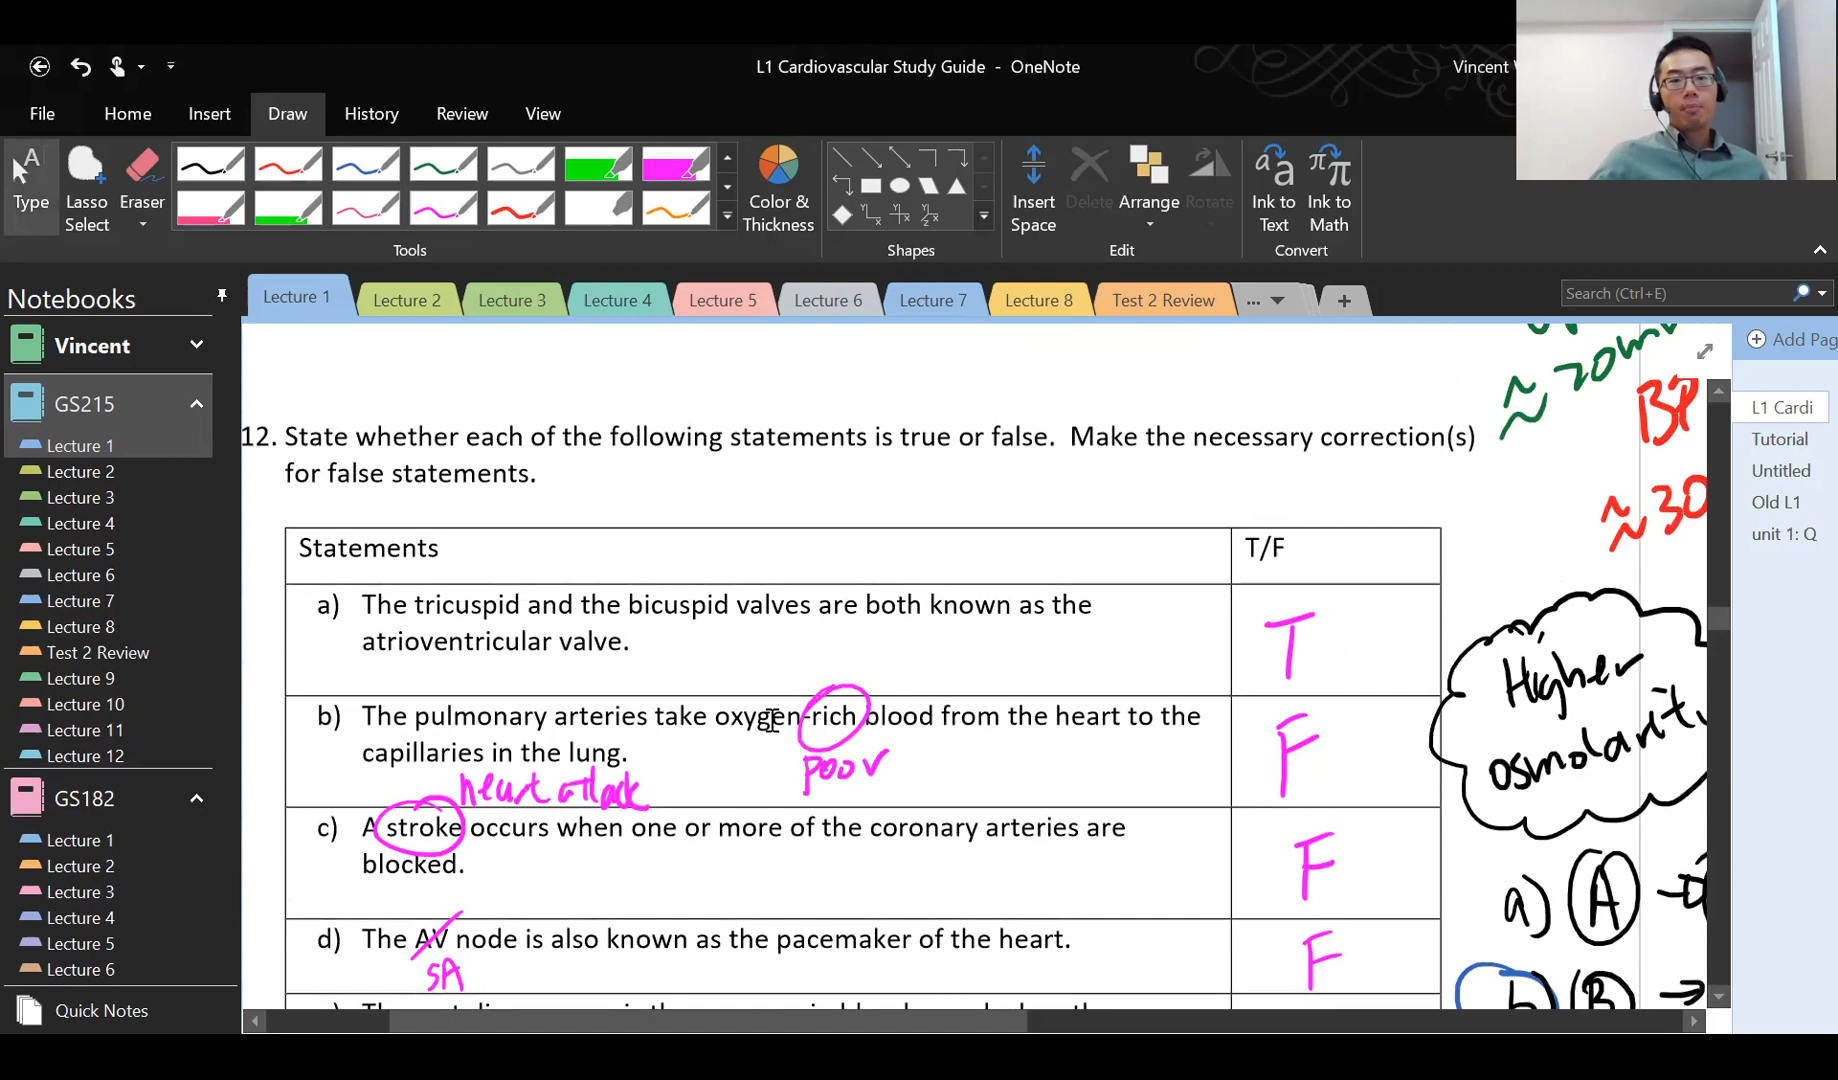 L1 Cardiovascular Study Guide - OneNote
Vincent
File Home Insert Draw History Review View
Type
Lasso Select
Eraser
Color & Thickness
Insert Space
Delete
Arrange
Rotate
Ink to Text
Ink to Math
Tools
Shapes
Edit
Convert
Notebooks
Lecture 1 Lecture 2 Lecture 3 Lecture 4 Lecture 5 Lecture 6 Lecture 7 Lecture 8 Test 2 Review ... +
Search (Ctrl+E)
Vincent
GS215
Lecture 1
Lecture 2
Lecture 3
Lecture 4
Lecture 5
Lecture 6
Lecture 7
Lecture 8
Test 2 Review
Lecture 9
Lecture 10
Lecture 11
Lecture 12
GS182
Lecture 1
Lecture 2
Lecture 3
Lecture 4
Lecture 5
Lecture 6
Quick Notes
12. State whether each of the following statements is true or false. Make the necessary correction(s)
for false statements.
Statements T/F
a) The tricuspid and the bicuspid valves are both known as the
atrioventricular valve.
T
b) The pulmonary arteries take oxygen-rich blood from the heart to the
capillaries in the lung.
poor
F
heart attack
c) A stroke occurs when one or more of the coronary arteries are
blocked.
F
d) The AV node is also known as the pacemaker of the heart.
SA
F
≈ 20
BP
≈ 30
Higher
a) A
b) B →
Add Pag
L1 Cardi
Tutorial
Untitled
Old L1
unit 1: Q